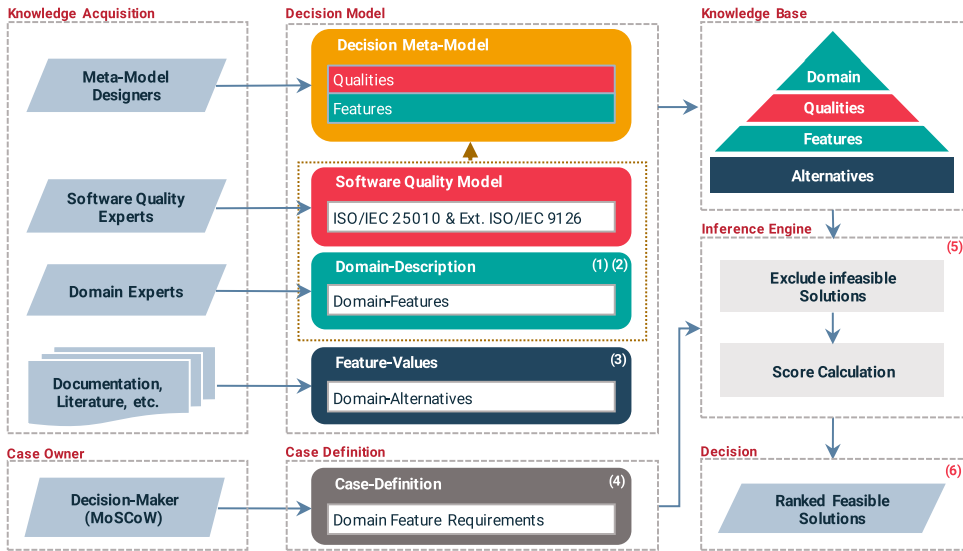 Knowledge Acquisition
Meta-Model
Designers
Software Quality
Experts
Domain Experts
Documentation,
Literature, etc.
Case Owner
Decision-Maker
(MoSCoW)
Decision Model
Decision Meta-Model
Qualities
Features
Software Quality Model
ISO/IEC 25010 & Ext. ISO/IEC 9126
Domain-Description (1) (2)
Domain-Features
Feature-Values (3)
Domain-Alternatives
Case Definition
Case-Definition (4)
Domain Feature Requirements
Knowledge Base
Domain
Qualities
Features
Alternatives
Inference Engine
(5)
Exclude infeasible
Solutions
Score Calculation
Decision
(6)
Ranked Feasible
Solutions